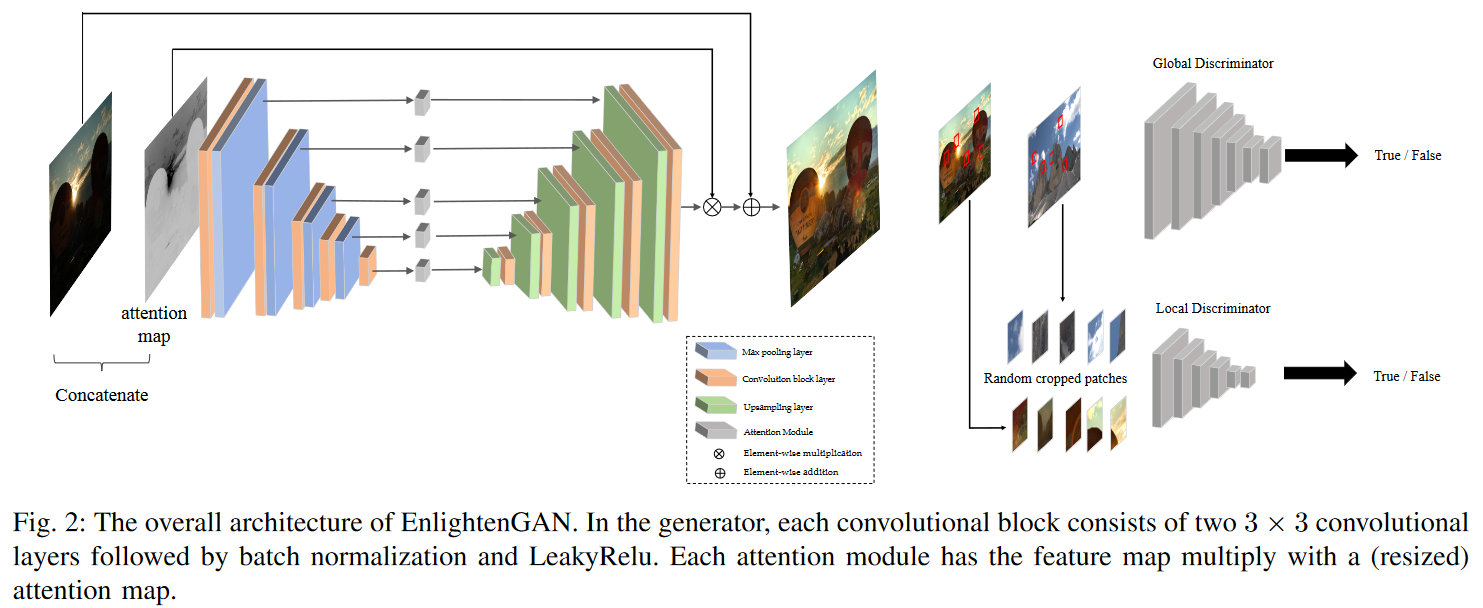 Global Discriminator
True / False
attention
map
Concatenate
Max pooling layer
Convolution block layer
Upsampling layer
Attention Module
Element-wise multiplication
Element-wise addition
Local Discriminator
Random cropped patches
True / False
Fig. 2: The overall architecture of EnlightenGAN. In the generator, each convolutional block consists of two 3 × 3 convolutional
layers followed by batch normalization and LeakyRelu. Each attention module has the feature map multiply with a (resized)
attention map.